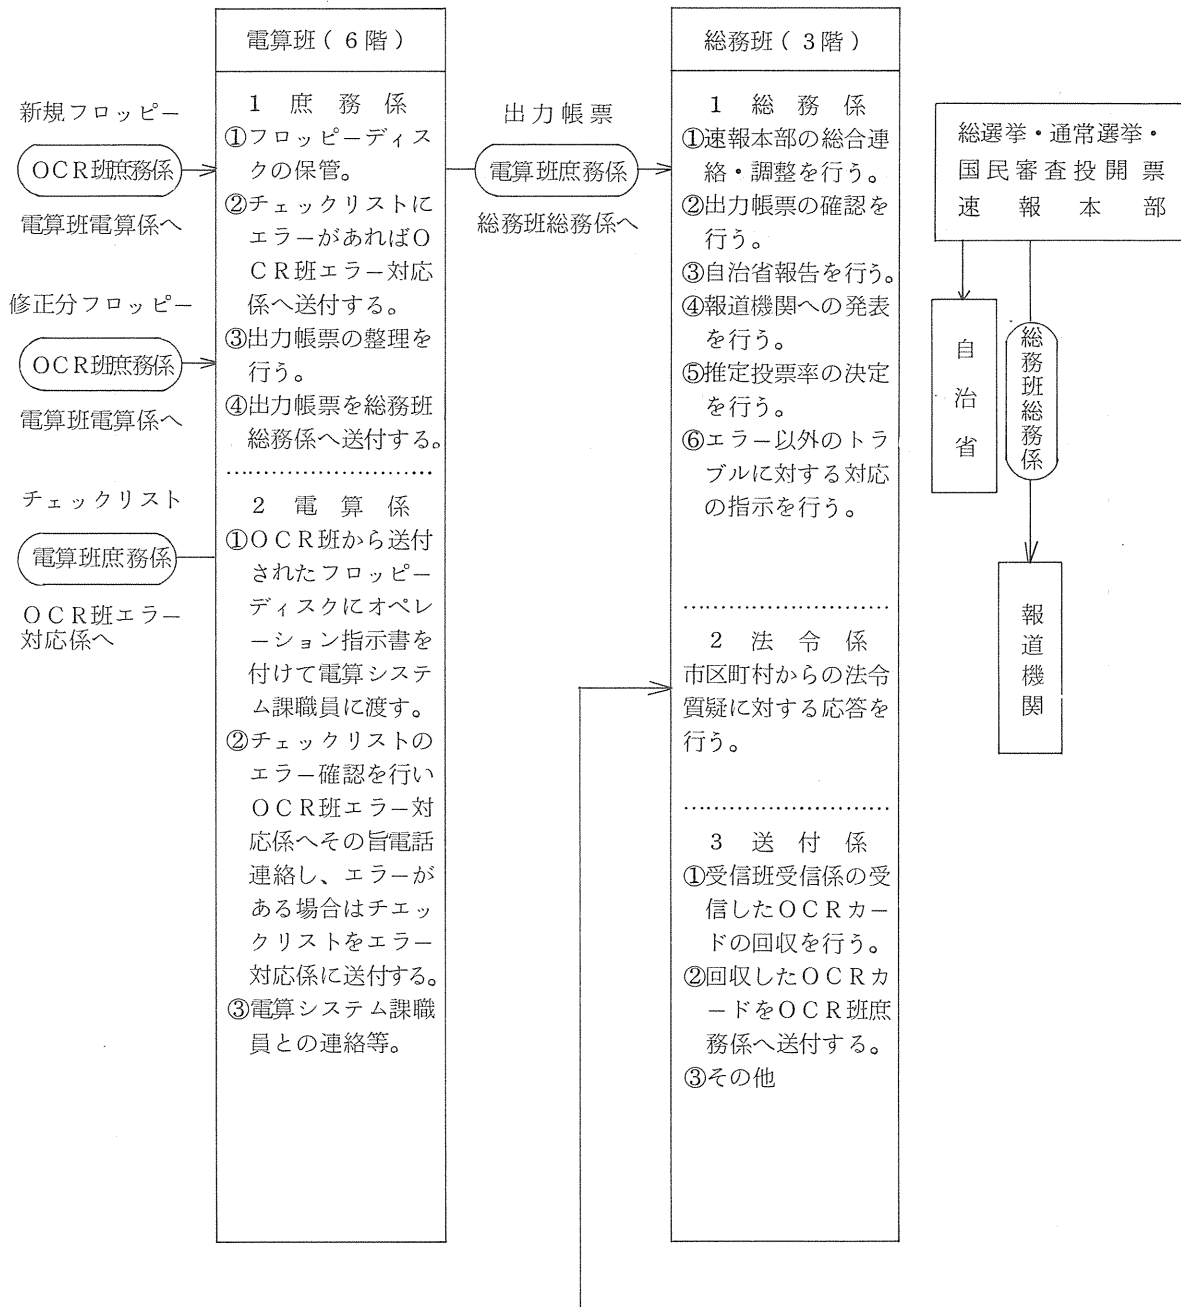 新規フロッピー
OCR班庶務係
電算班電算係へ
修正分フロッピー
OCR班庶務係
電算班電算係へ
チェックリスト
電算班庶務係
OCR班エラー
対応係へ
電算班(6階)
1 庶務係
①フロッピーディス
クの保管。
②チェックリストに
エラーがあればO
CR班エラー対応
係へ送付する。
③出力帳票の整理を
行う。
④出力帳票を総務班
総務係へ送付する。
2 電算係
①OCR班から送付
されたフロッピー
ディスクにオペレ
ーション指示書を
付けて電算システ
ム課職員に渡す。
②チェックリストの
エラー確認を行い
OCR班エラー対
応係へその旨電話
連絡し、エラーが
ある場合はチェッ
クリストをエラー
対応係に送付する。
③電算システム課職
員との連絡等。
出力帳票
電算班庶務係
総務班総務係へ
総務班(3階)
1 総務係
①速報本部の総合連
絡・調整を行う。
②出力帳票の確認を
行う。
③自治省報告を行う。
④報道機関への発表
を行う。
⑤推定投票率の決定
を行う。
⑥エラー以外のトラ
ブルに対する対応
の指示を行う。
2 法令係
市区町村からの法令
質疑に対する応答を
行う。
3 送付係
①受信班受信係の受
信したOCRカー
ドの回収を行う。
②回収したOCRカ
ードをOCR班庶
務係へ送付する。
③その他
総選挙・通常選挙・
国民審査投開票
速報本部
自治省
総務班総務係
報道機関